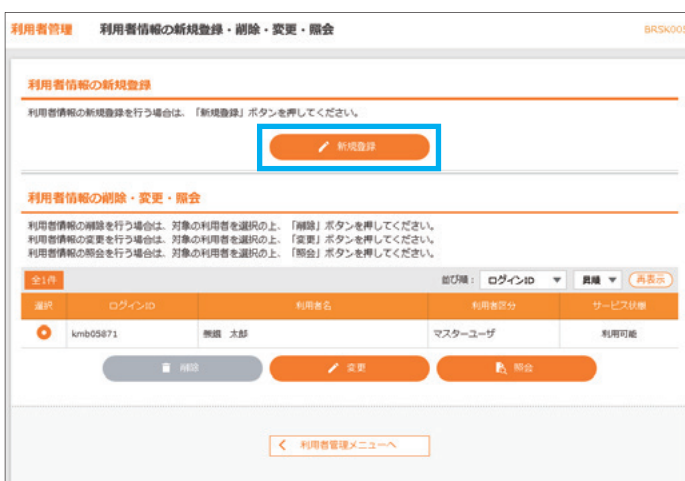 利用者管理 利用者情報の新規登録・削除・変更・照会 BRSK005
利用者情報の新規登録
利用者情報の新規登録を行う場合は、「新規登録」ボタンを押してください。
新規登録
利用者情報の削除・変更・照会
利用者情報の削除を行う場合は、対象の利用者を選択の上、「削除」ボタンを押してください。
利用者情報の変更を行う場合は、対象の利用者を選択の上、「変更」ボタンを押してください。
利用者情報の照会を行う場合は、対象の利用者を選択の上、「照会」ボタンを押してください。
全1件 並び順： ログインID 昇順 再表示
選択 ログインID 利用者名 利用者区分 サービス状態
kmb05871 太郎 マスターユーザ 利用可能
削除 変更 照会
利用者管理メニューへ